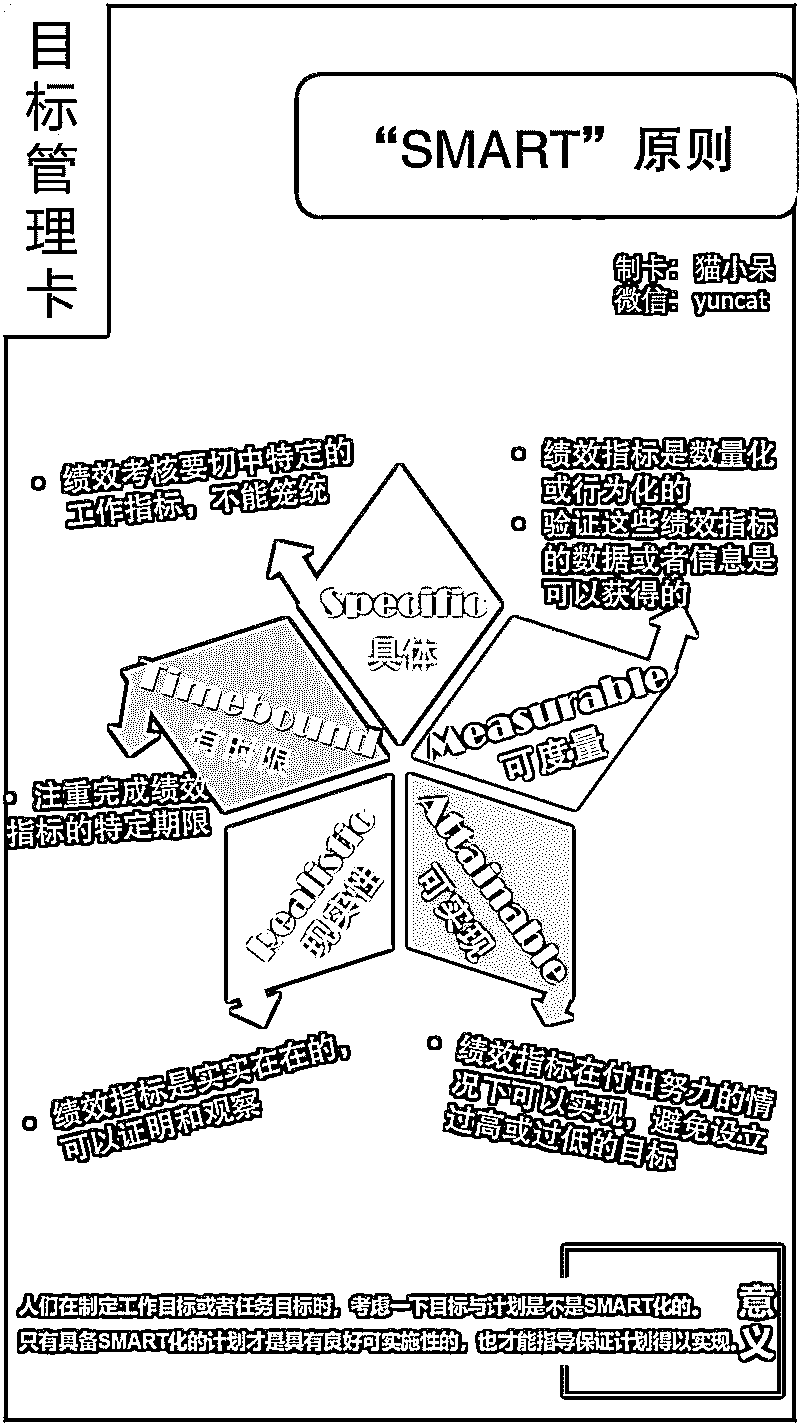 目标管理卡
“SMART”原则
制卡：猫小呆
微信：yuncat
绩效考核要切中特定的
工作指标，不能笼统
绩效指标是数量化
或行为化的
验证这些绩效指标
的数据或者信息是
可以获得的
Specific
具体
Measurable
可度量
Timebound
有时限
注重完成绩效
指标的特定期限
Realistic
现实性
Attainable
可实现
绩效指标是实实在在的，
可以证明和观察
绩效指标在付出努力的情
况下可以实现，避免设立
过高或过低的目标
意义
人们在制定工作目标或者任务目标时，考虑一下目标与计划是不是SMART化的。
只有具备SMART化的计划才是具有良好可实施性的，也才能指导保证计划得以实现。